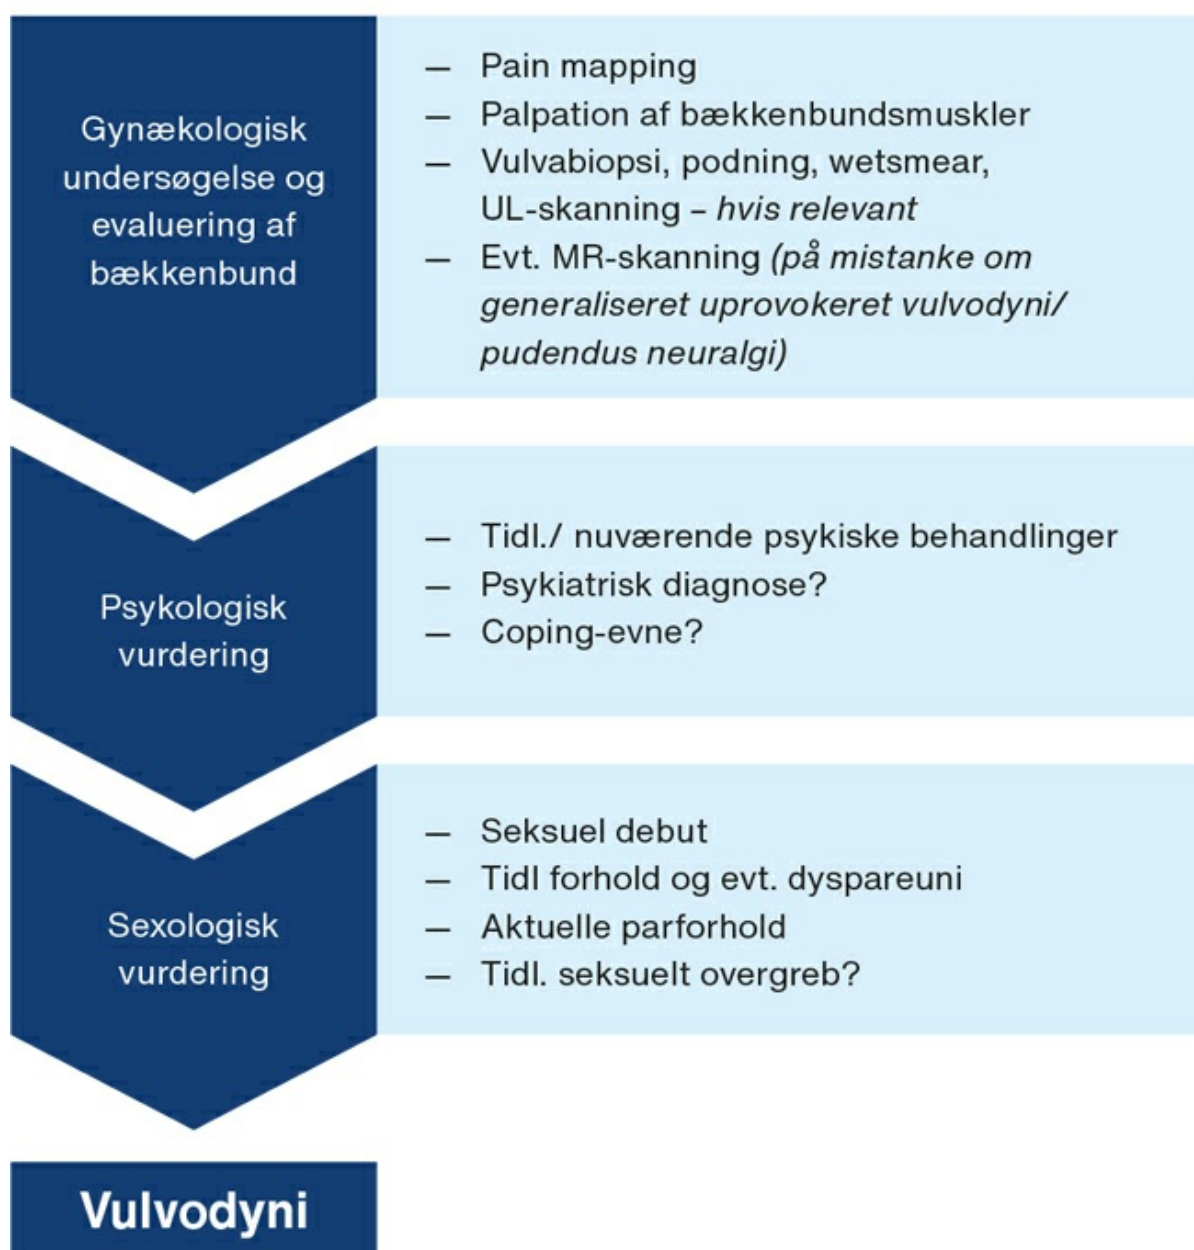 Gynækologisk
undersøgelse og
evaluering af
bækkenbund
— Pain mapping
— Palpation af bækkenbundsmuskler
— Vulvabiopsi, podning, wetsmear,
UL-skanning – hvis relevant
— Evt. MR-skanning (på mistanke om
generaliseret uprovokeret vulvodyni/
pudendus neuralgi)
Psykologisk
vurdering
— Tidl./ nuværende psykiske behandlinger
— Psykiatrisk diagnose?
— Coping-evne?
Sexologisk
vurdering
— Seksuel debut
— Tidl forhold og evt. dyspareuni
— Aktuelle parforhold
— Tidl. seksuelt overgreb?
Vulvodyni